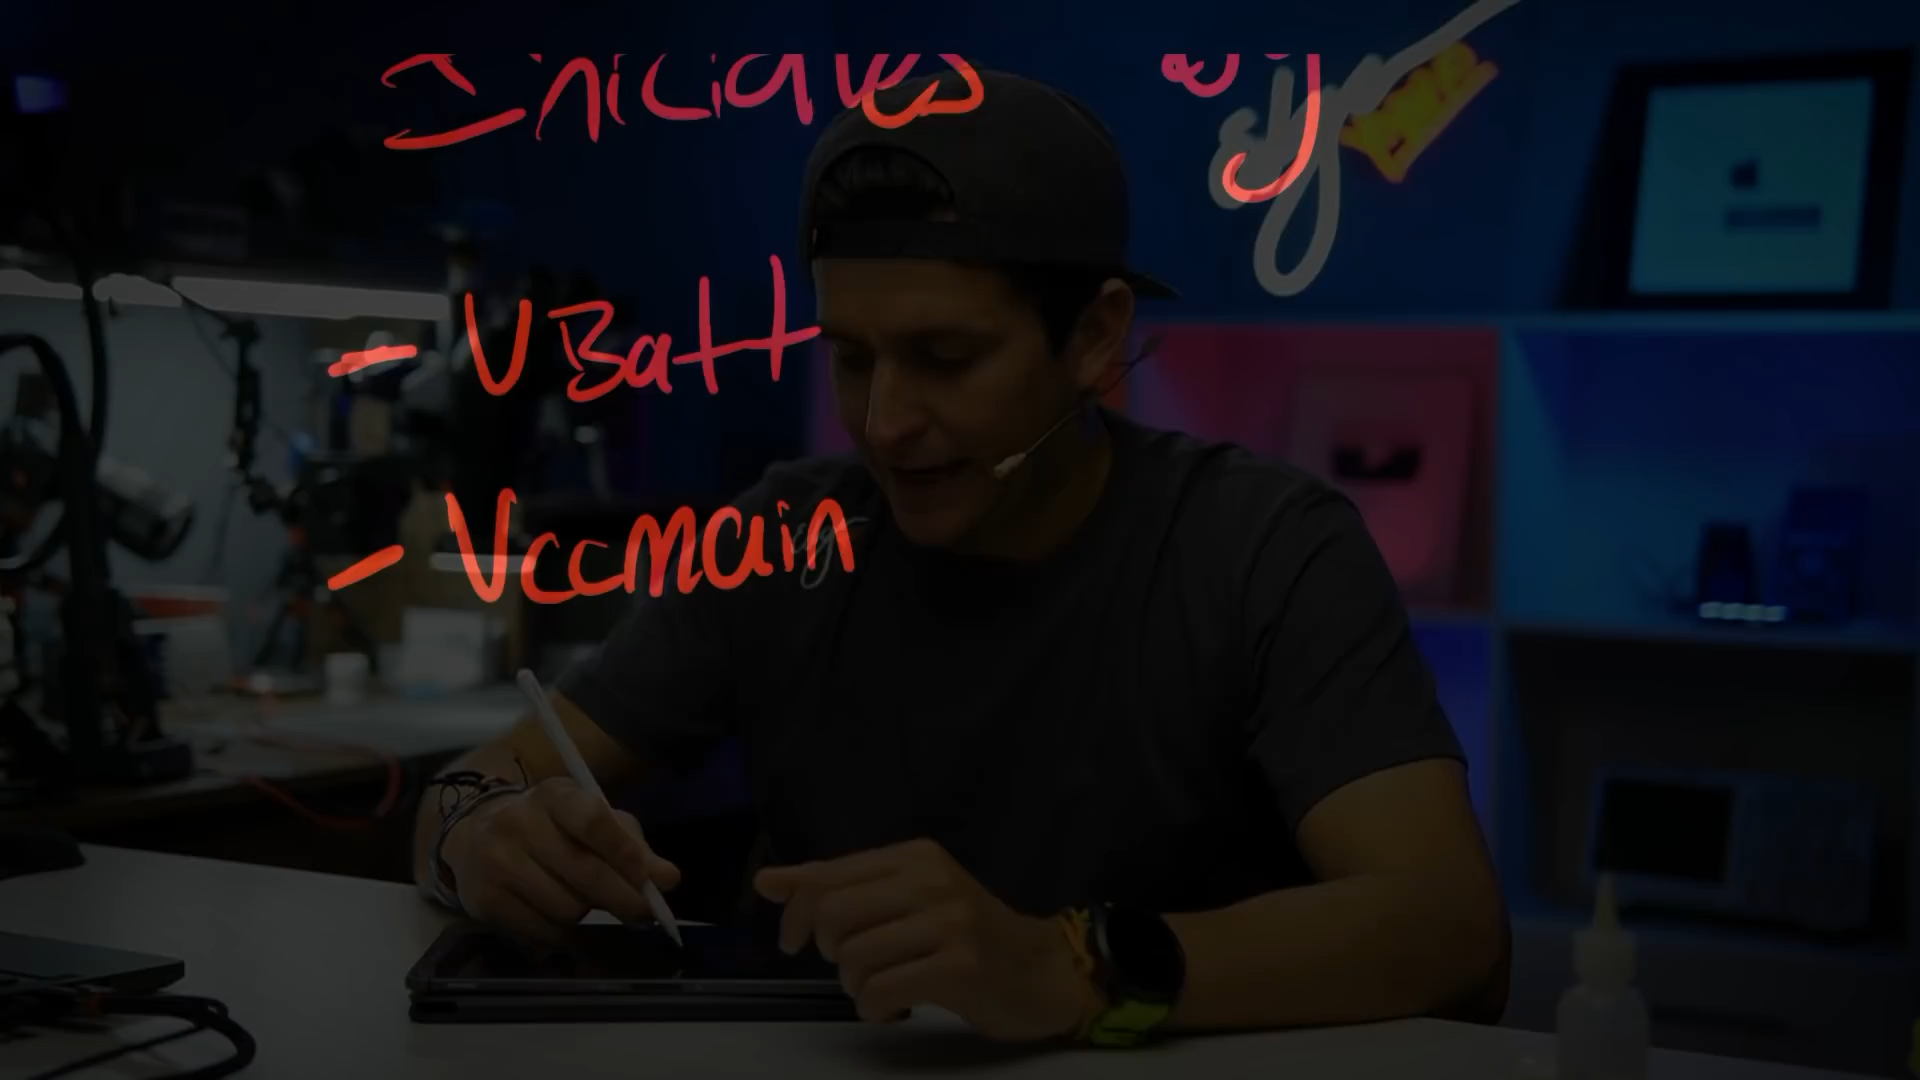 Iniciales
- VBatt
- Vccmain